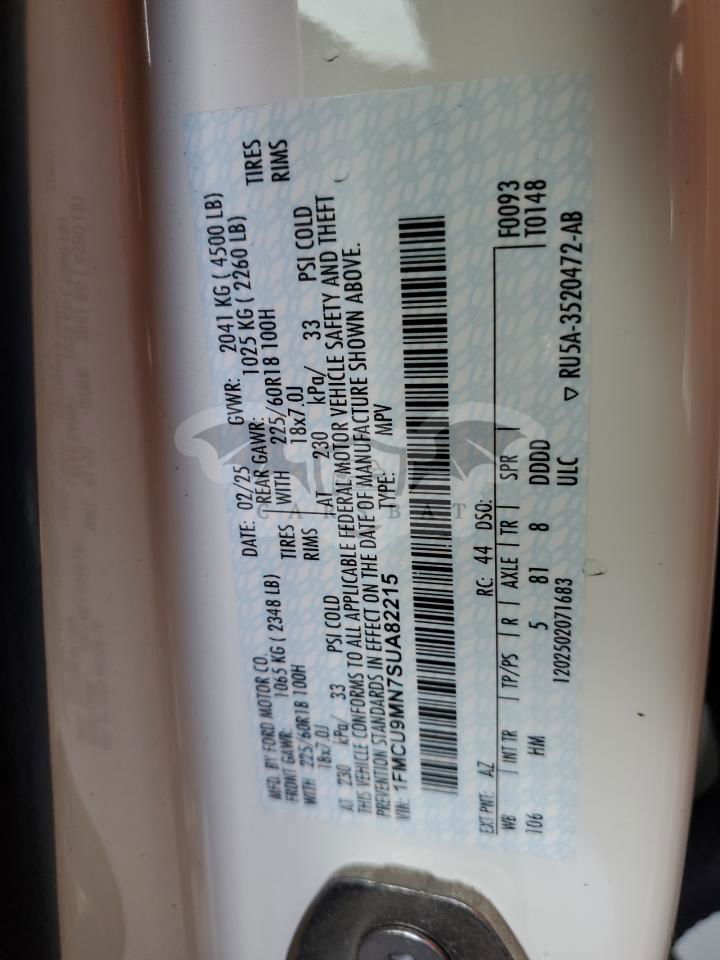 MFD. BY FORD MOTOR CO.
DATE: 02/25 GVWR: 2041 KG ( 4500 LB)
FRONT GAWR: 1065 KG ( 2348 LB) REAR GAWR: 1025 KG ( 2260 LB)
WITH 225/60R18 100H TIRES WITH 225/60R18 100H TIRES
18x7.0J RIMS 18x7.0J RIMS
AT 230 kPa/ 33 PSI COLD AT 230 kPa/ 33 PSI COLD
THIS VEHICLE CONFORMS TO ALL APPLICABLE FEDERAL MOTOR VEHICLE SAFETY AND THEFT
PREVENTION STANDARDS IN EFFECT ON THE DATE OF MANUFACTURE SHOWN ABOVE.
VIN: 1FMCU9MN7SUA82215 TYPE: MPV
EXT PNT: AZ RC: 44 DSO: F0093
WB INT TR TP/PS R AXLE TR SPR T0148
106 HM 5 81 8 DDDD
1202502071683 ULC ▽ RU5A-3520472-AB
CARSBAT